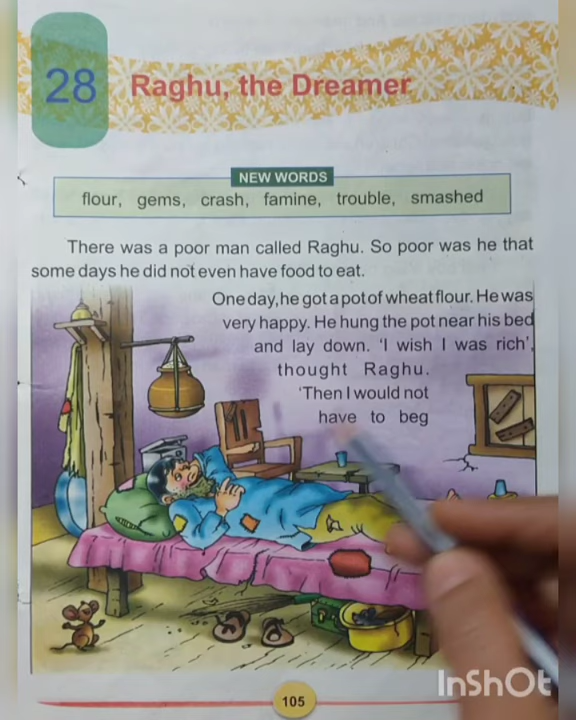 28
Raghu, the Dreamer
NEW WORDS
flour, gems, crash, famine, trouble, smashed
There was a poor man called Raghu. So poor was he that
some days he did not even have food to eat.
One day, he got a pot of wheat flour. He was
very happy. He hung the pot near his bed
and lay down. 'I wish I was rich',
thought Raghu.
'Then I would not
have to beg
105
InShOt